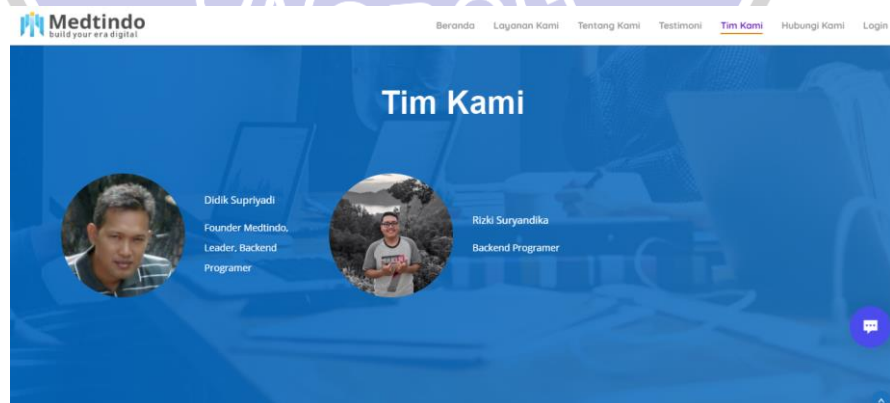 Medtindo
build your era digital
Beranda Layanan Kami Tentang Kami Testimoni Tim Kami Hubungi Kami Login
Tim Kami
Didik Supriyadi
Founder Medtindo,
Leader, Backend
Programer
Rizki Suryandika
Backend Programer